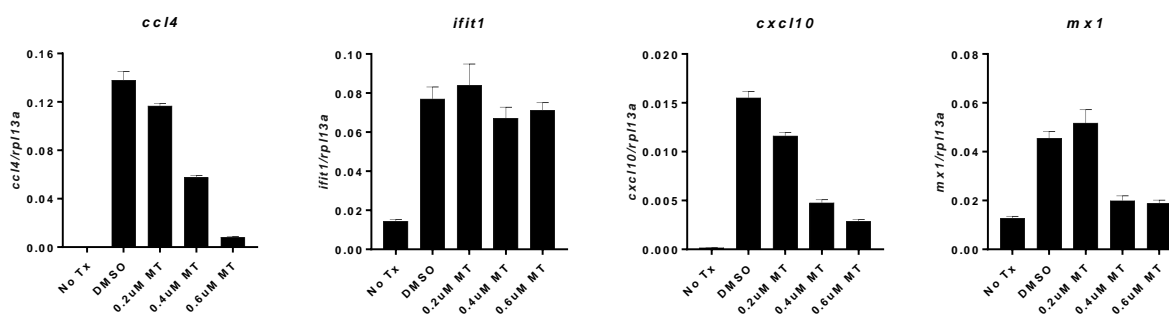 ccl4
ccl4/rpl13a
0.16
0.12
0.08
0.04
0.00
No Tx
DMSO
0.2uM MT
0.4uM MT
0.6uM MT
ifit1
ifit1/rpl13a
0.10
0.08
0.06
0.04
0.02
0.00
No Tx
DMSO
0.2uM MT
0.4uM MT
0.6uM MT
cxcl10
cxcl10/rpl13a
0.020
0.015
0.010
0.005
0.000
No Tx
DMSO
0.2uM MT
0.4uM MT
0.6uM MT
mx1
mx1/rpl13a
0.08
0.06
0.04
0.02
0.00
No Tx
DMSO
0.2uM MT
0.4uM MT
0.6uM MT